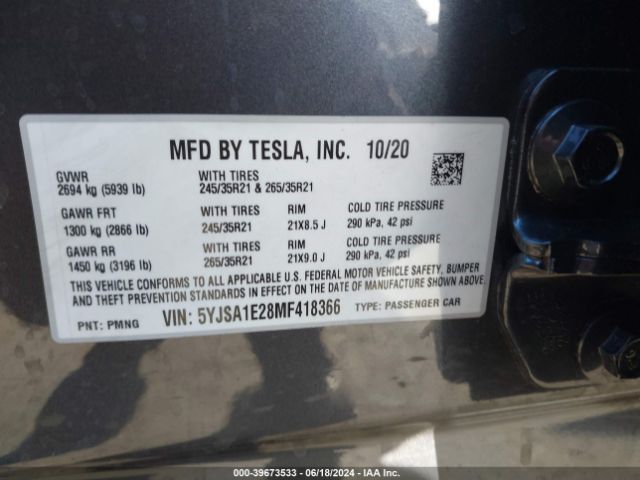 MFD BY TESLA, INC. 10/20
GVWR
2694 kg (5939 lb)
WITH TIRES
245/35R21 & 265/35R21
GAWR FRT
1300 kg (2866 lb)
WITH TIRES
245/35R21
RIM
21X8.5 J
COLD TIRE PRESSURE
290 kPa, 42 psi
GAWR RR
1450 kg (3196 lb)
WITH TIRES
265/35R21
RIM
21X9.0 J
COLD TIRE PRESSURE
290 kPa, 42 psi
THIS VEHICLE CONFORMS TO ALL APPLICABLE U.S. FEDERAL MOTOR VEHICLE SAFETY, BUMPER
AND THEFT PREVENTION STANDARDS IN EFFECT ON THE DATE OF MANUFACTURE SHOWN ABOVE.
PNT: PMNG VIN: 5YJSA1E28MF418366 TYPE: PASSENGER CAR
000-39673533 - 06/18/2024 - IAA Inc.